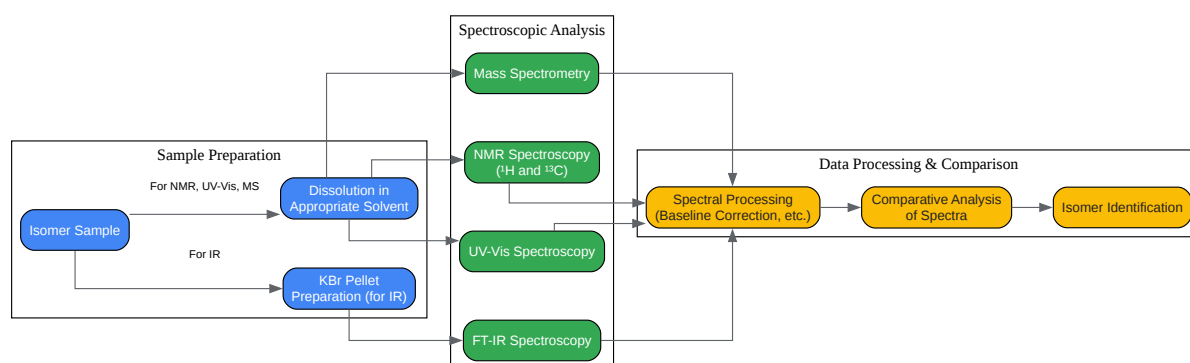 Spectroscopic Analysis
Mass Spectrometry
Sample Preparation
NMR Spectroscopy
(¹H and ¹³C)
Data Processing & Comparison
For NMR, UV-Vis, MS
Dissolution in
Appropriate Solvent
Isomer Sample
Spectral Processing
(Baseline Correction, etc.)
Comparative Analysis
of Spectra
Isomer Identification
For IR
UV-Vis Spectroscopy
KBr Pellet
Preparation (for IR)
FT-IR Spectroscopy